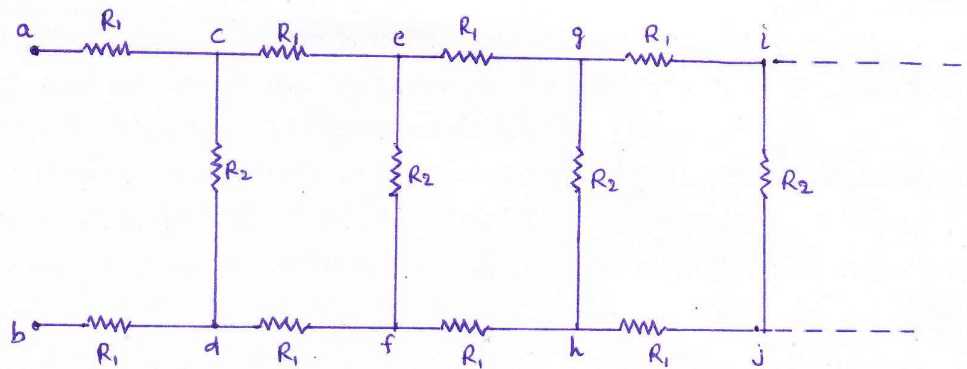 a R₁ c R₁ e R₁ g R₁ i
R₂ R₂ R₂ R₂
b R₁ d R₁ f R₁ h R₁ j